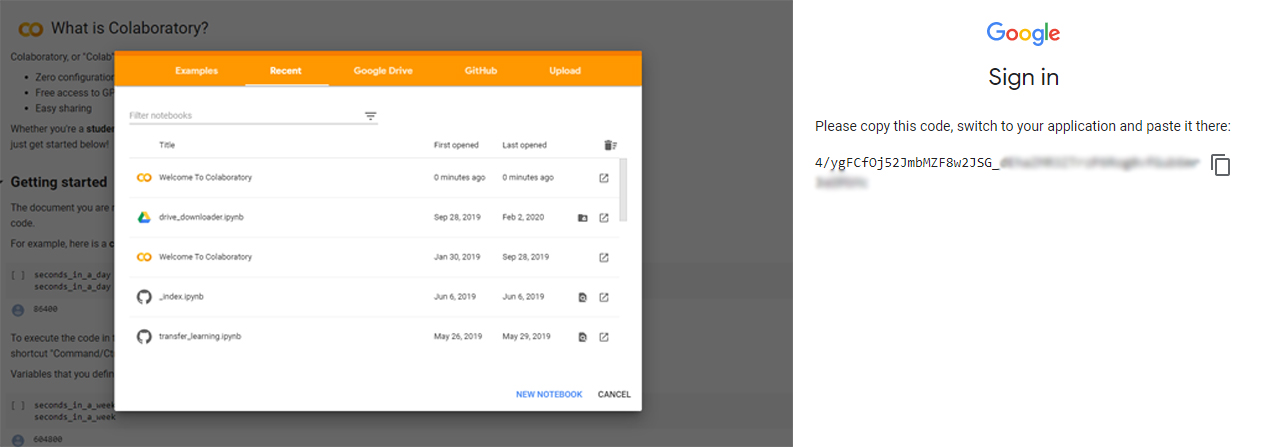 What is Colaboratory?
Colaboratory, or "Colab"
Zero configuration
Free access to GP
Easy sharing
Whether you're a stude
just get started below!
Getting started
The document you are
code.
For example, here is a c
[ ] seconds_in_a_day
seconds_in_a_day
86400
To execute the code in t
shortcut "Command/Ct
Variables that you defin
[ ] seconds_in_a_week
seconds_in_a_week
604800
Examples Recent Google Drive GitHub Upload
Filter notebooks
Title First opened Last opened
Welcome To Colaboratory 0 minutes ago 0 minutes ago
drive_downloader.ipynb Sep 28, 2019 Feb 2, 2020
Welcome To Colaboratory Jan 30, 2019 Sep 28, 2019
_index.ipynb Jun 6, 2019 Jun 6, 2019
transfer_learning.ipynb May 26, 2019 May 29, 2019
NEW NOTEBOOK CANCEL
Google
Sign in
Please copy this code, switch to your application and paste it there:
4/ygFCfOj52JmbMZF8w2JSG_